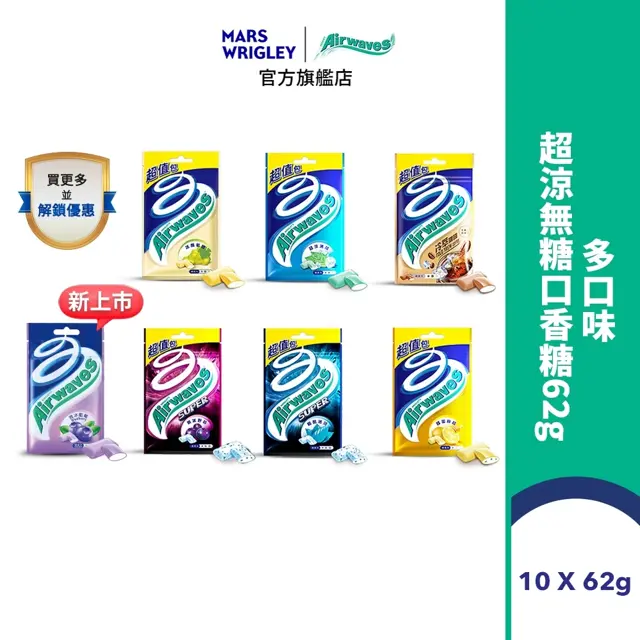 MARS
WRIGLEY
Airwaves
官方旗艦店
買更多
並
解鎖優惠
超值包
Airwaves
超值包
Airwaves
超值包
Airwaves
新上市
Airwaves
超值包
Airwaves
SUPER
超值包
Airwaves
SUPER
超值包
Airwaves
多口味
超涼無糖口香糖62g
10 X 62g